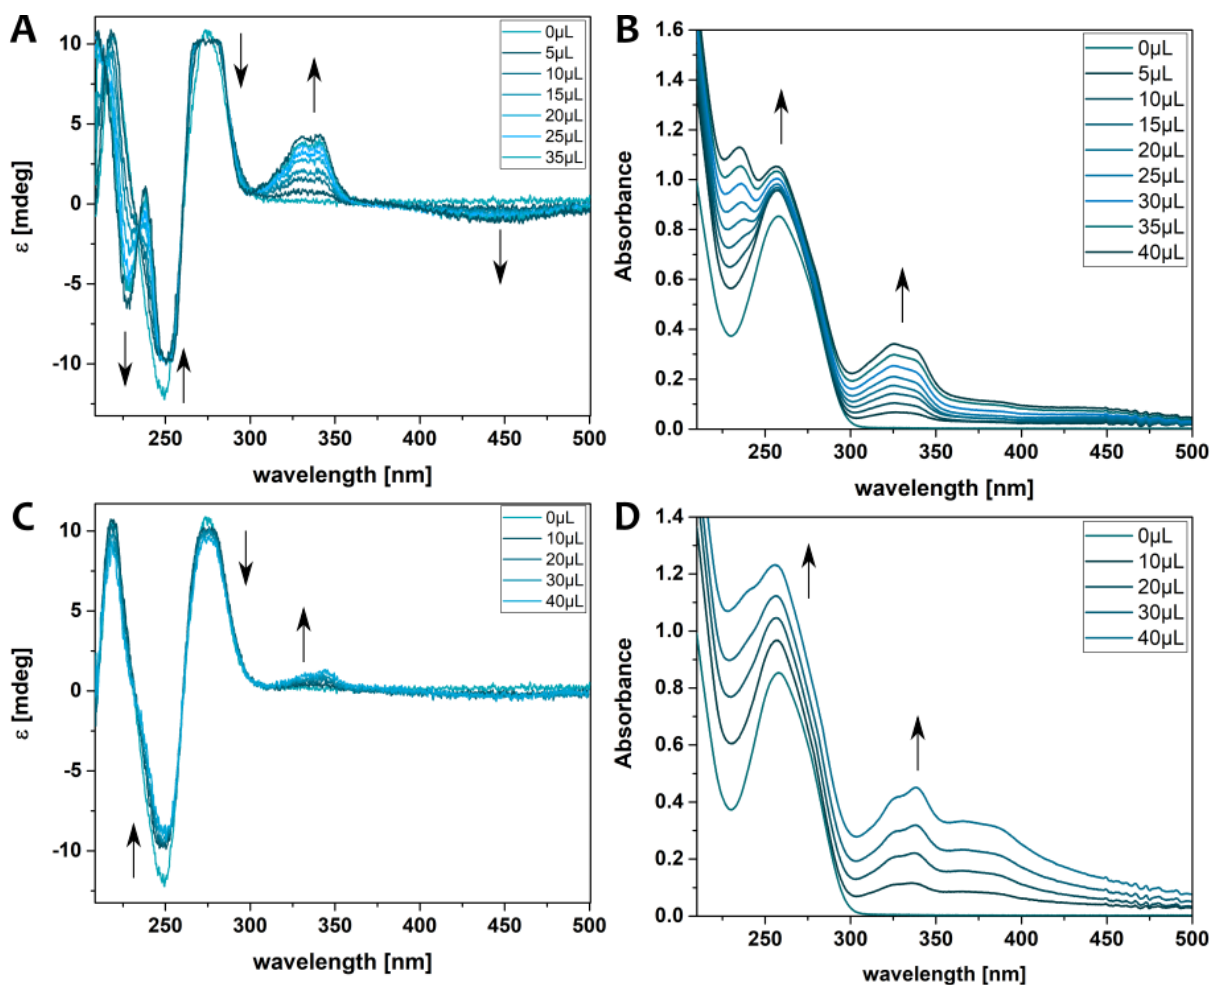 A
10
5
0
-5
-10
250
300
350
400
450
500
ε [mdeg]
wavelength [nm]
0µL
5µL
10µL
15µL
20µL
25µL
35µL
B
1.6
1.4
1.2
1.0
0.8
0.6
0.4
0.2
0.0
250
300
350
400
450
500
Absorbance
wavelength [nm]
0µL
5µL
10µL
15µL
20µL
25µL
30µL
35µL
40µL
C
10
5
0
-5
-10
250
300
350
400
450
500
ε [mdeg]
wavelength [nm]
0µL
10µL
20µL
30µL
40µL
D
1.4
1.2
1.0
0.8
0.6
0.4
0.2
0.0
250
300
350
400
450
500
Absorbance
wavelength [nm]
0µL
10µL
20µL
30µL
40µL